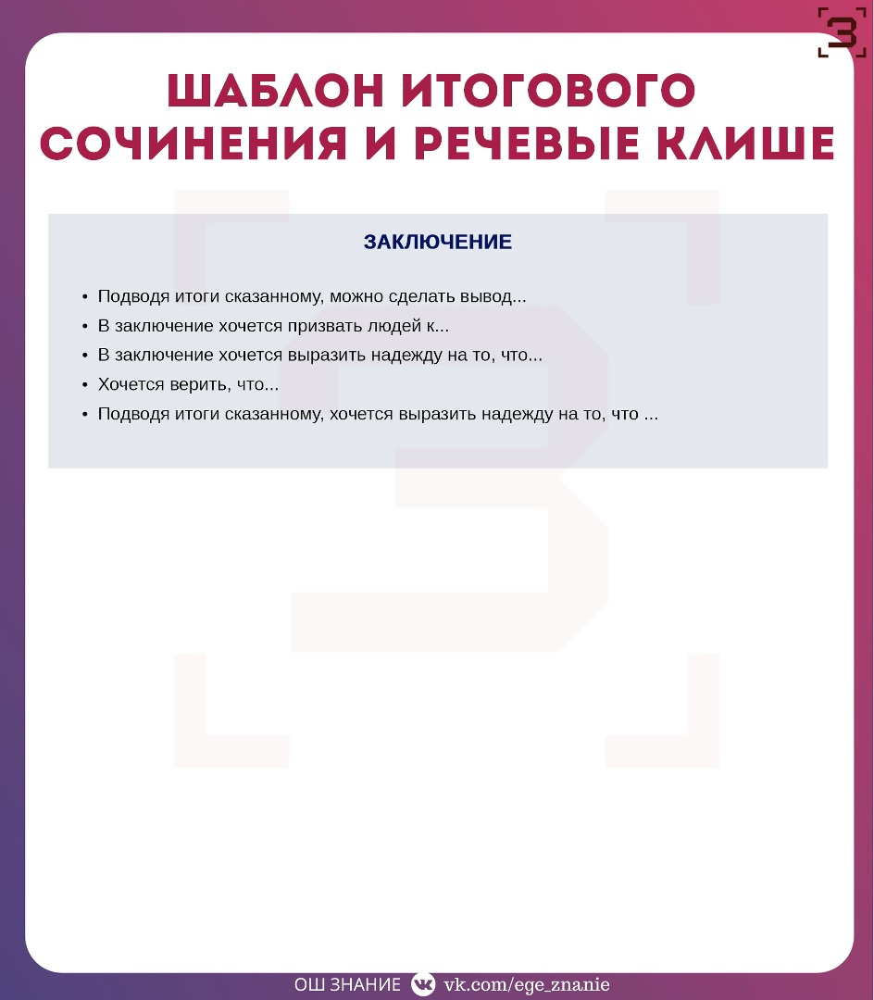 ШАБЛОН ИТОГОВОГО
СОЧИНЕНИЯ И РЕЧЕВЫЕ КЛИШЕ
ЗАКЛЮЧЕНИЕ
• Подводя итоги сказанному, можно сделать вывод...
• В заключение хочется призвать людей к...
• В заключение хочется выразить надежду на то, что...
• Хочется верить, что...
• Подводя итоги сказанному, хочется выразить надежду на то, что ...
ОШ ЗНАНИЕ vk.com/ege_znanie